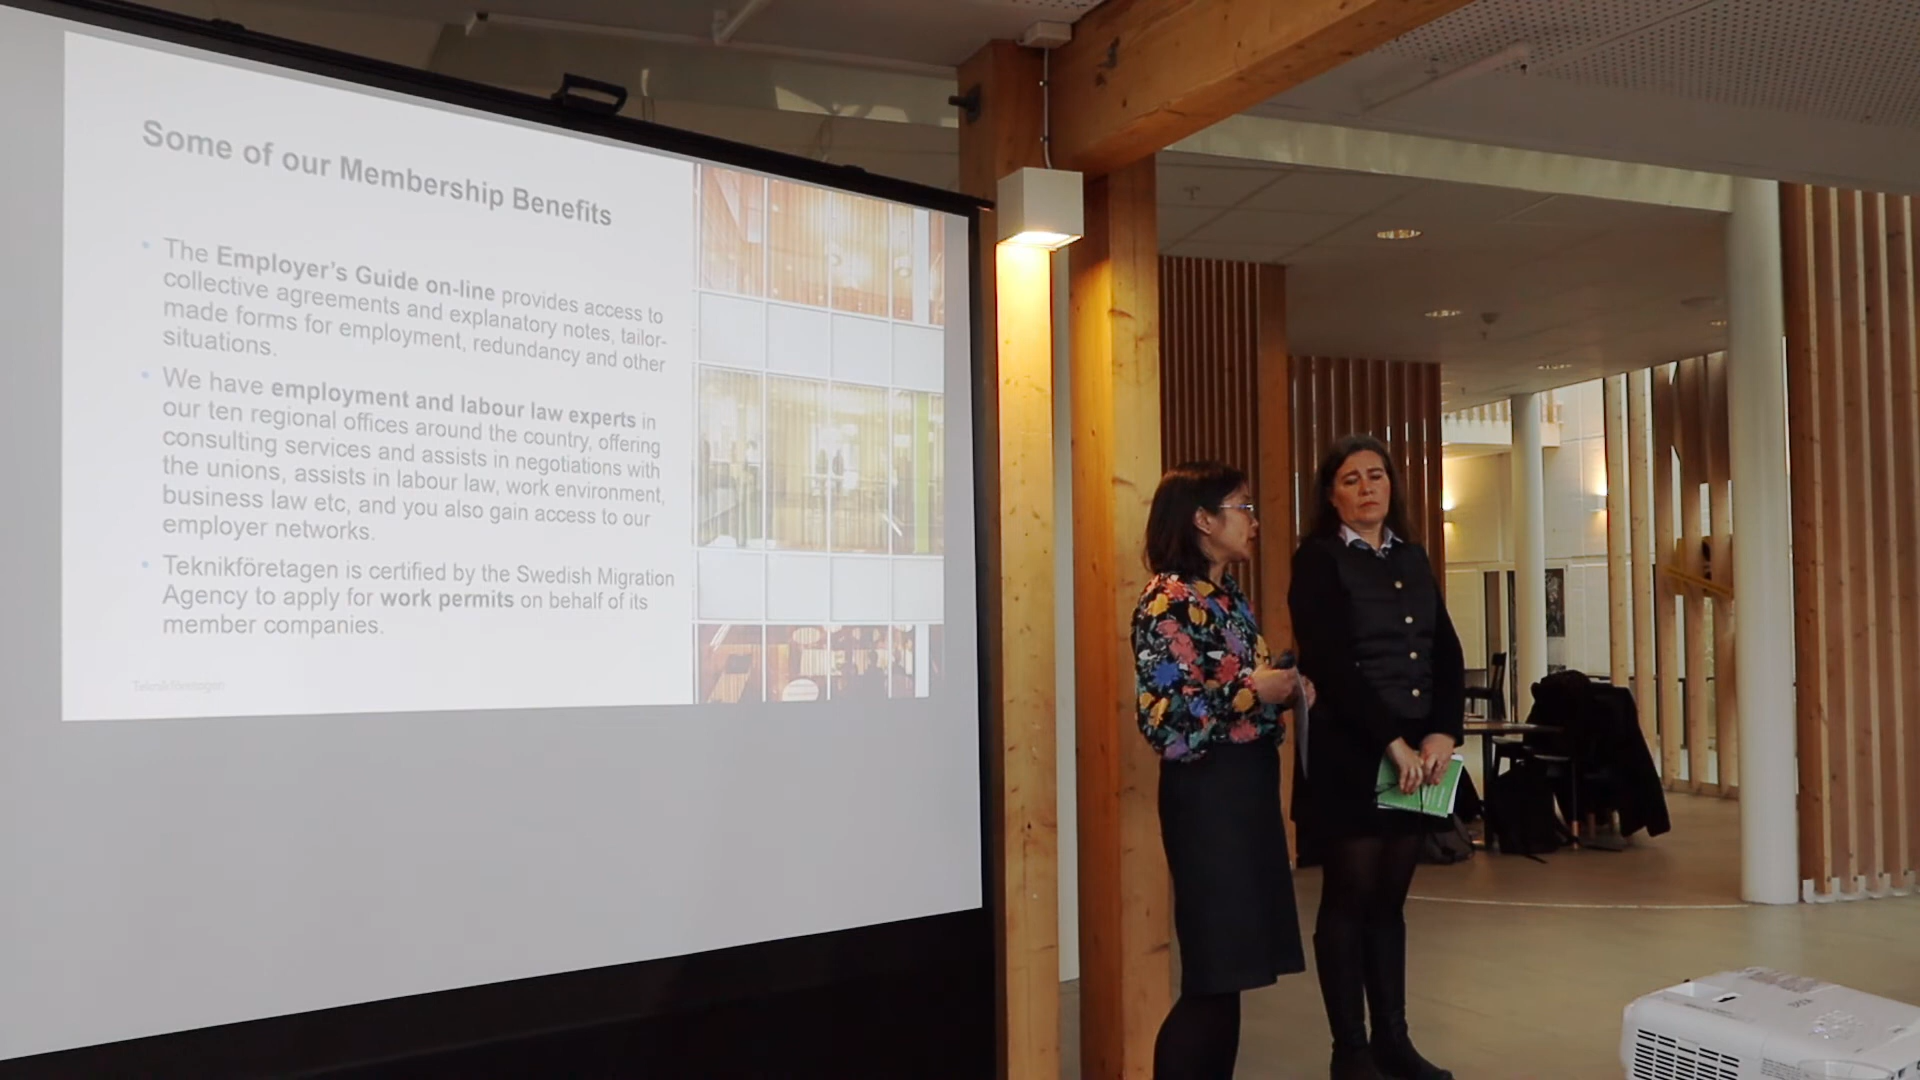 Some of our Membership Benefits
• The Employer's Guide on-line provides access to
collective agreements and explanatory notes, tailor-
made forms for employment, redundancy and other
situations.
• We have employment and labour law experts in
our ten regional offices around the country, offering
consulting services and assists in negotiations with
the unions, assists in labour law, work environment,
business law etc, and you also gain access to our
employer networks.
• Teknikföretagen is certified by the Swedish Migration
Agency to apply for work permits on behalf of its
member companies.
Teknikföretagen